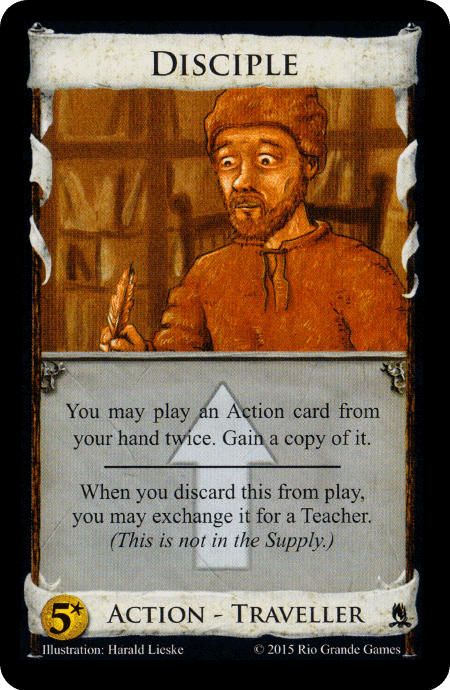 DISCIPLE
You may play an Action card from
your hand twice. Gain a copy of it.
When you discard this from play,
you may exchange it for a Teacher.
(This is not in the Supply.)
5* ACTION - TRAVELLER
Illustration: Harald Lieske © 2015 Rio Grande Games